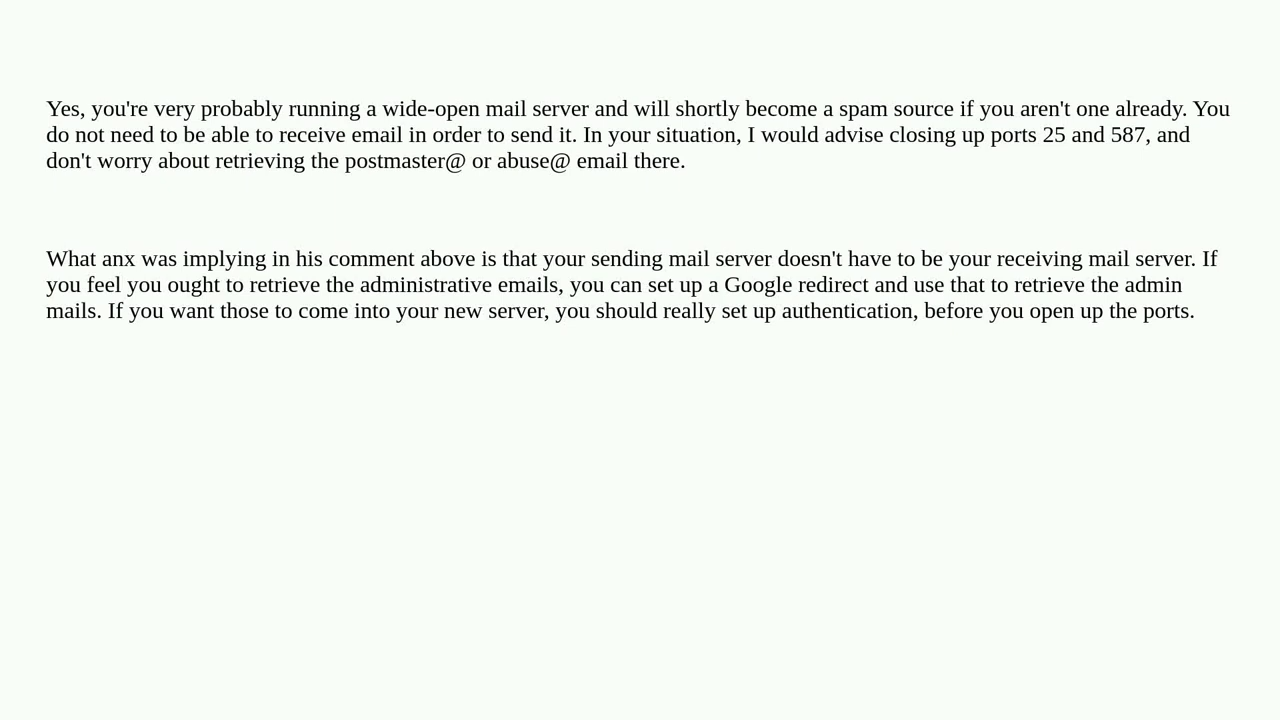 Yes, you're very probably running a wide-open mail server and will shortly become a spam source if you aren't one already. You
do not need to be able to receive email in order to send it. In your situation, I would advise closing up ports 25 and 587, and
don't worry about retrieving the postmaster@ or abuse@ email there.
What anx was implying in his comment above is that your sending mail server doesn't have to be your receiving mail server. If
you feel you ought to retrieve the administrative emails, you can set up a Google redirect and use that to retrieve the admin
mails. If you want those to come into your new server, you should really set up authentication, before you open up the ports.